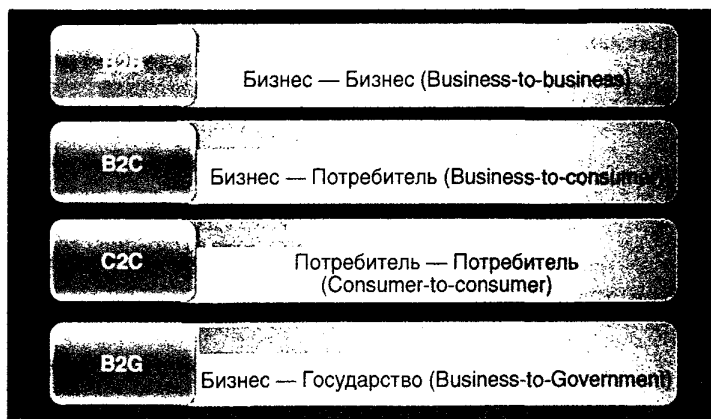 Бизнес — Бизнес (Business-to-business)
B2C
Бизнес — Потребитель (Business-to-consumer)
C2C
Потребитель — Потребитель
(Consumer-to-consumer)
B2G
Бизнес — Государство (Business-to-Government)